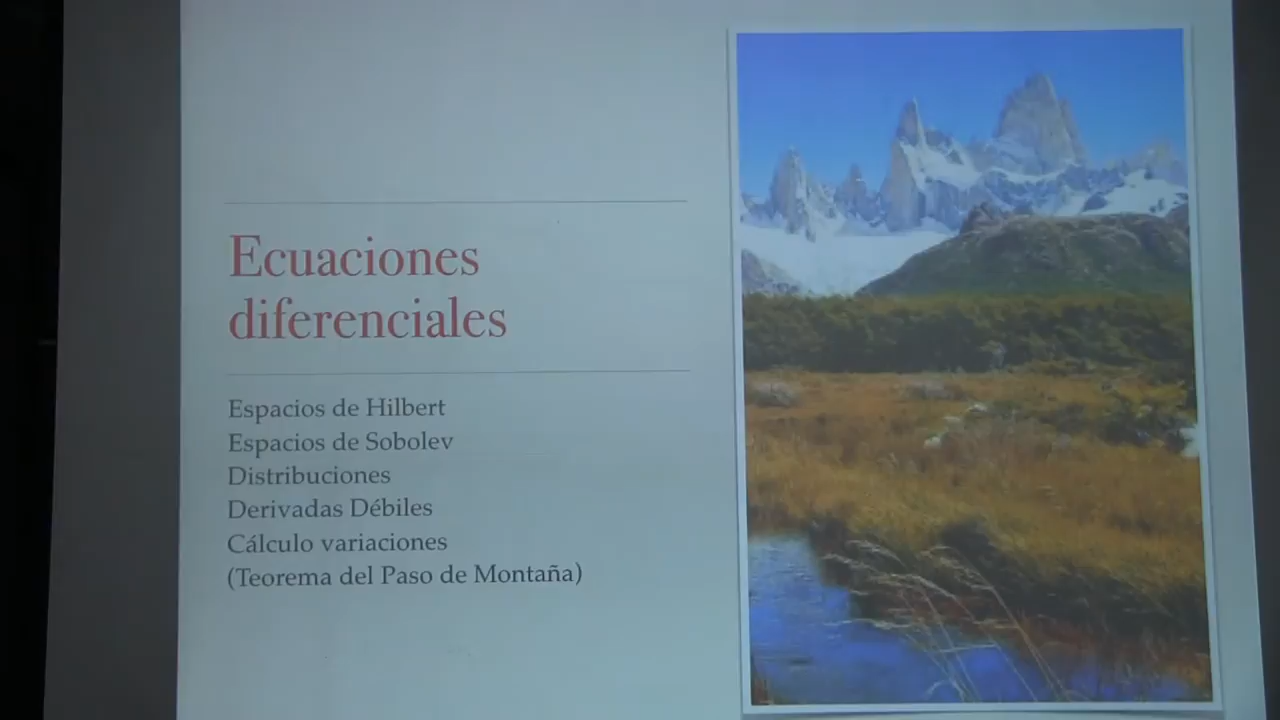 Ecuaciones
diferenciales
Espacios de Hilbert
Espacios de Sobolev
Distribuciones
Derivadas Débiles
Cálculo variaciones
(Teorema del Paso de Montaña)